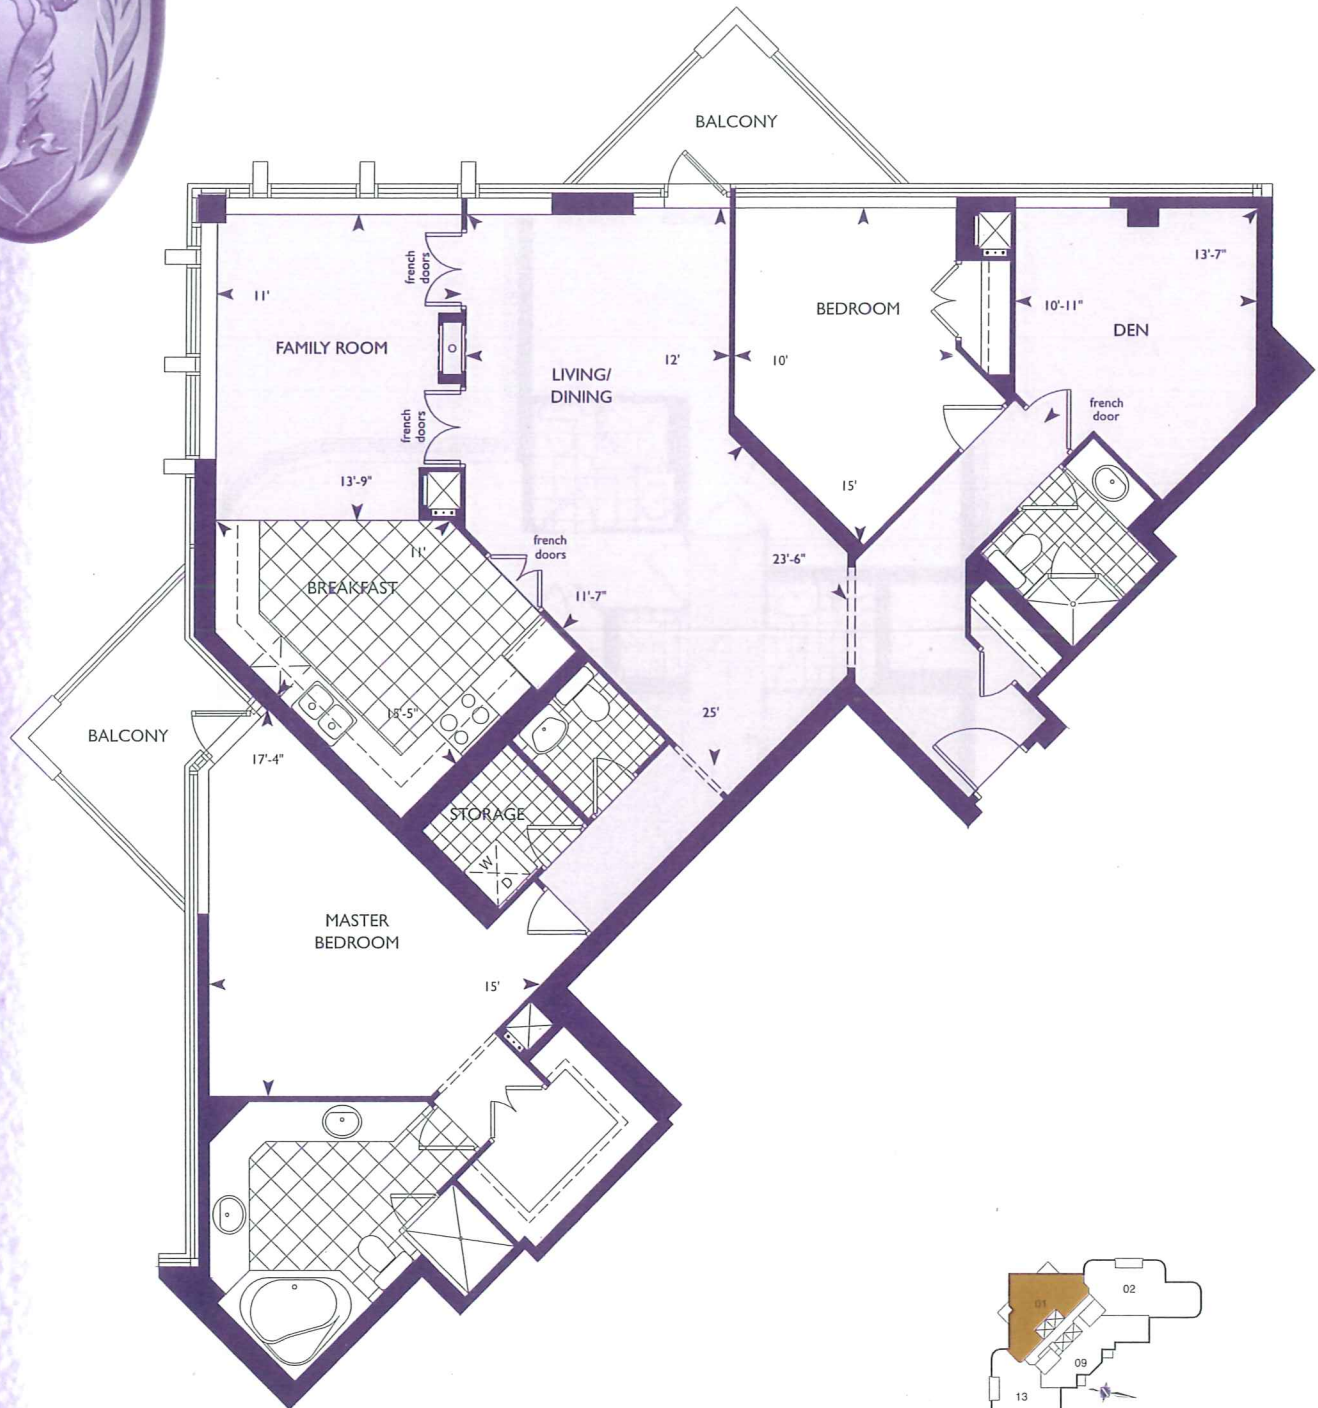 BALCONY
13'-7"
french
doors
11'
BEDROOM
10'-11"
DEN
FAMILY ROOM
12'
10'
LIVING/
DINING
french
doors
french
door
13'-9"
15'
french
doors
11'
23'-6"
BREAKFAST
11'-7"
25'
BALCONY
17'-4"
STORAGE
W
D
MASTER
BEDROOM
15'
01
02
09
13